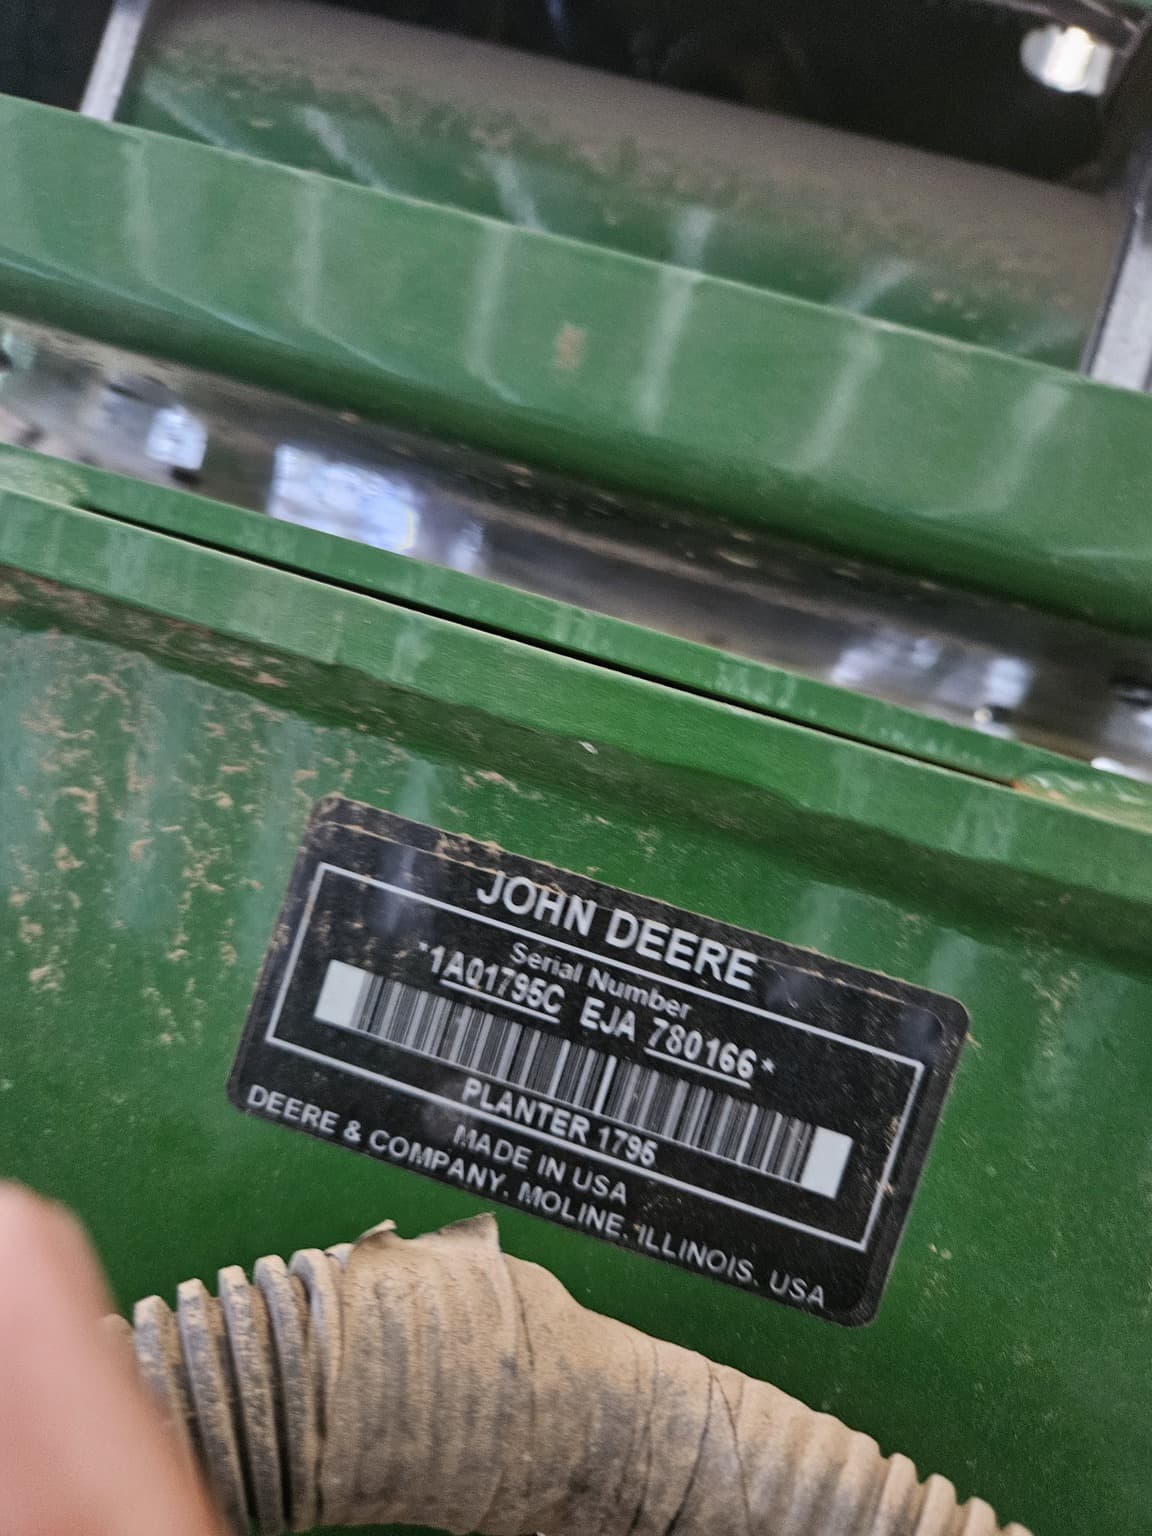 JOHN DEERE
Serial Number
*1A01795C EJA 780166*
PLANTER 1795
MADE IN USA
DEERE & COMPANY, MOLINE, ILLINOIS, USA